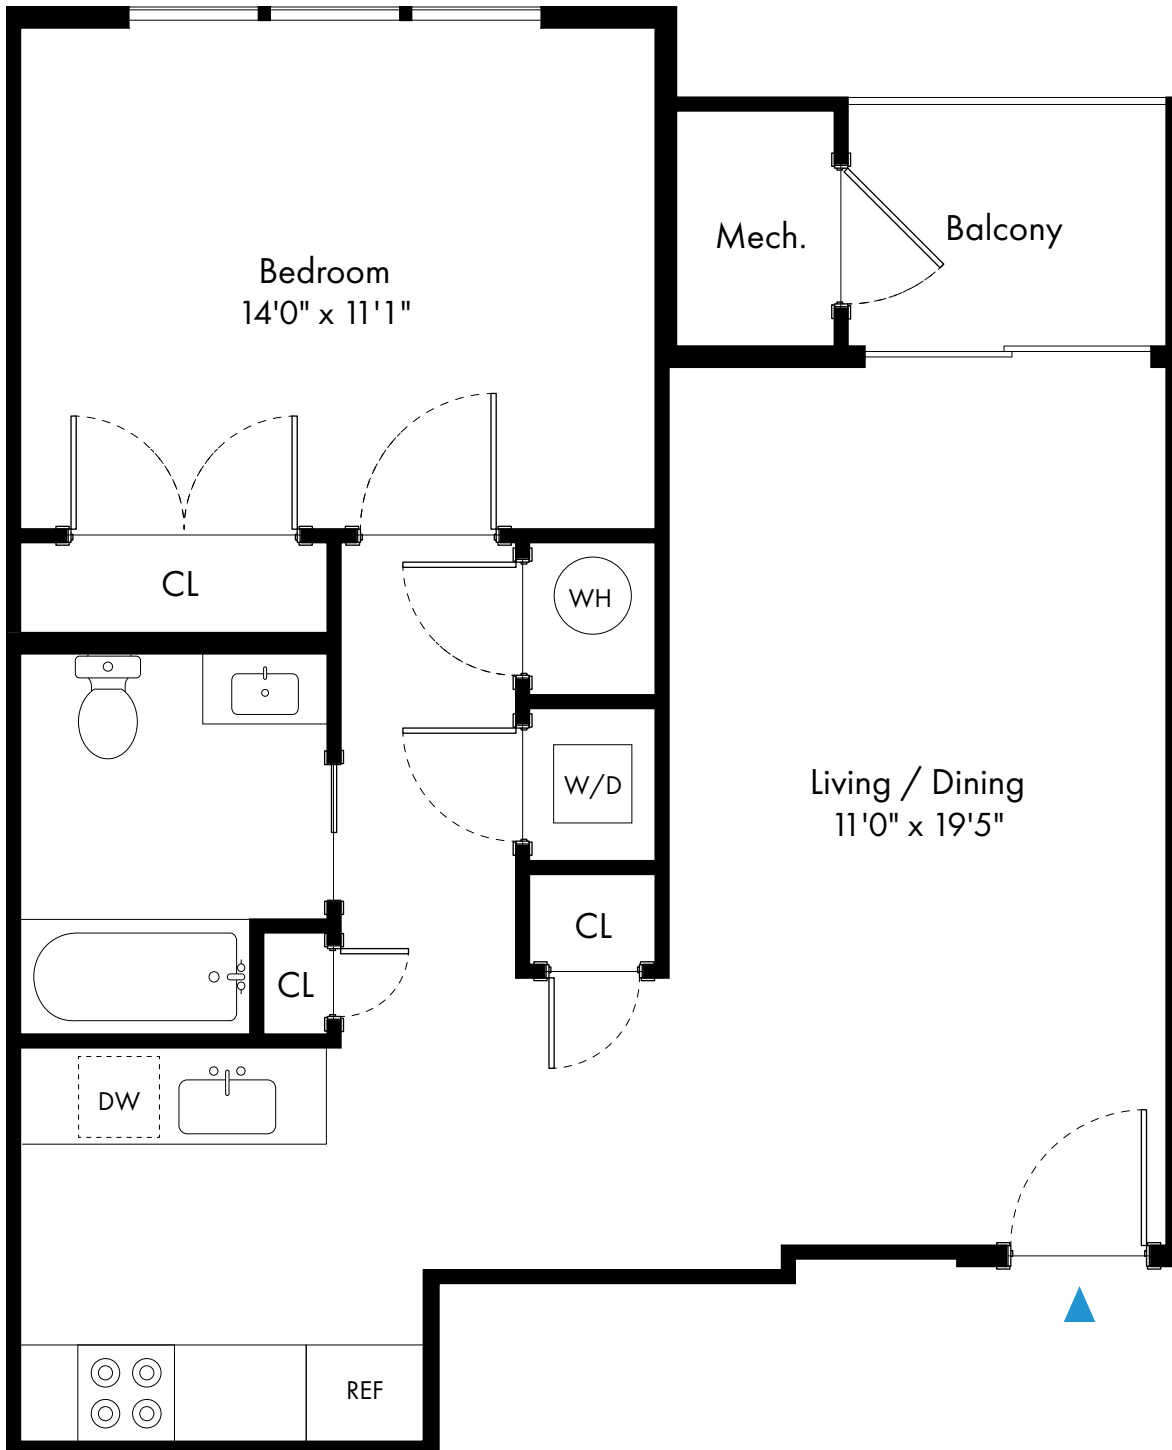 Mech.
Balcony
Bedroom
14'0" x 11'1"
CL
WH
W/D
Living / Dining
11'0" x 19'5"
CL
CL
DW
REF